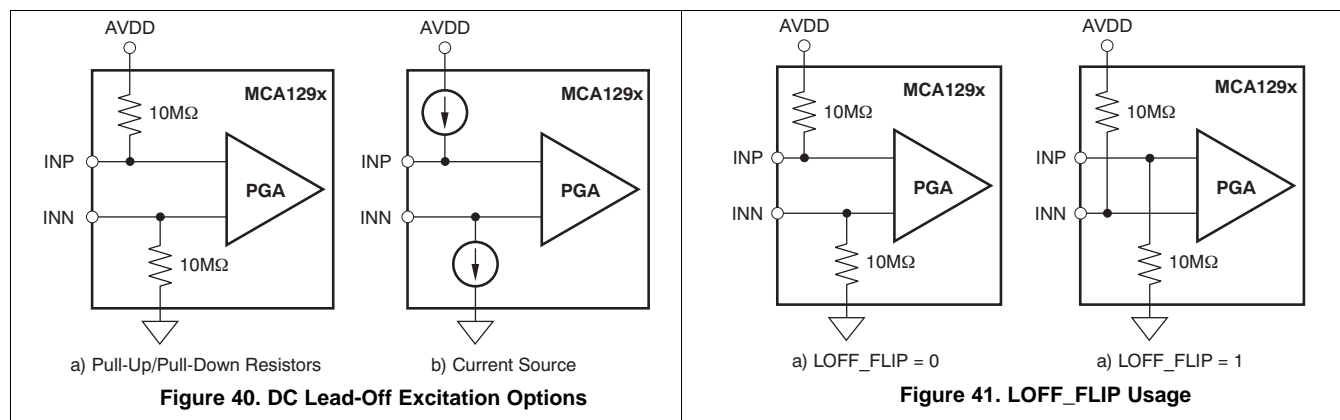 AVDD
MCA129x
10MΩ
INP
PGA
INN
10MΩ
a) Pull-Up/Pull-Down Resistors
AVDD
MCA129x
INP
PGA
INN
b) Current Source
Figure 40. DC Lead-Off Excitation Options
AVDD
MCA129x
10MΩ
INP
PGA
INN
10MΩ
a) LOFF_FLIP = 0
AVDD
MCA129x
10MΩ
INP
PGA
INN
10MΩ
a) LOFF_FLIP = 1
Figure 41. LOFF_FLIP Usage